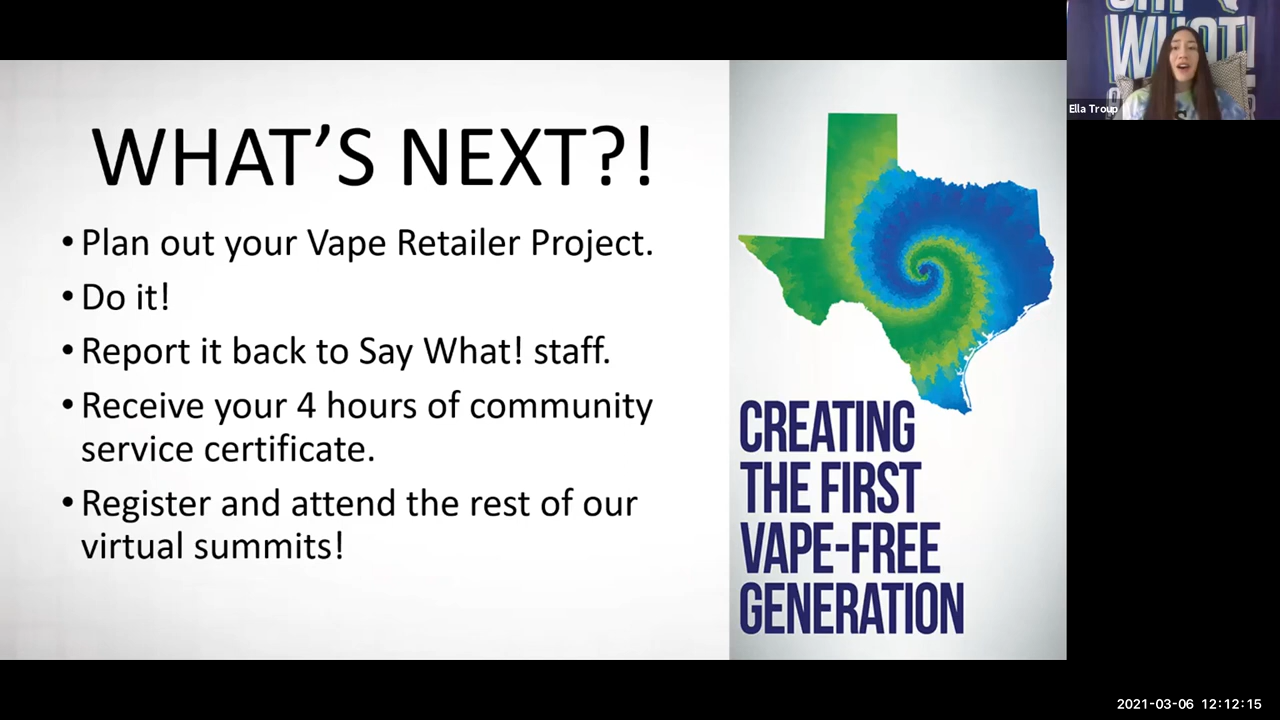 WHAT'S NEXT?!
• Plan out your Vape Retailer Project.
• Do it!
• Report it back to Say What! staff.
• Receive your 4 hours of community
service certificate.
• Register and attend the rest of our
virtual summits!
CREATING
THE FIRST
VAPE-FREE
GENERATION
WHAT!
Ella Troup
2021-03-06 12:12:15